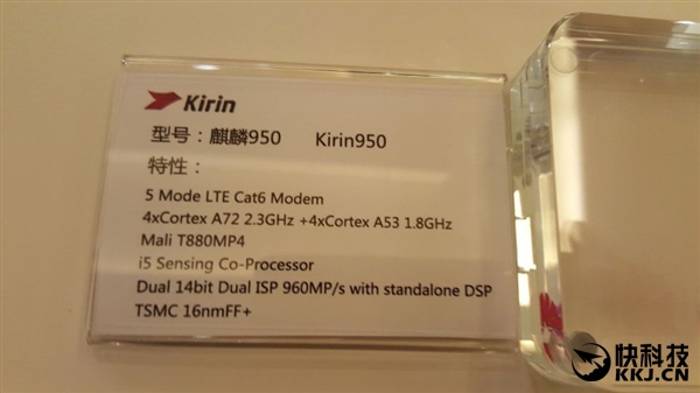 Kirin
型号：麒麟950 Kirin950
特性：
5 Mode LTE Cat6 Modem
4xCortex A72 2.3GHz +4xCortex A53 1.8GHz
Mali T880MP4
i5 Sensing Co-Processor
Dual 14bit Dual ISP 960MP/s with standalone DSP
TSMC 16nmFF+
快科技
KKJ.CN